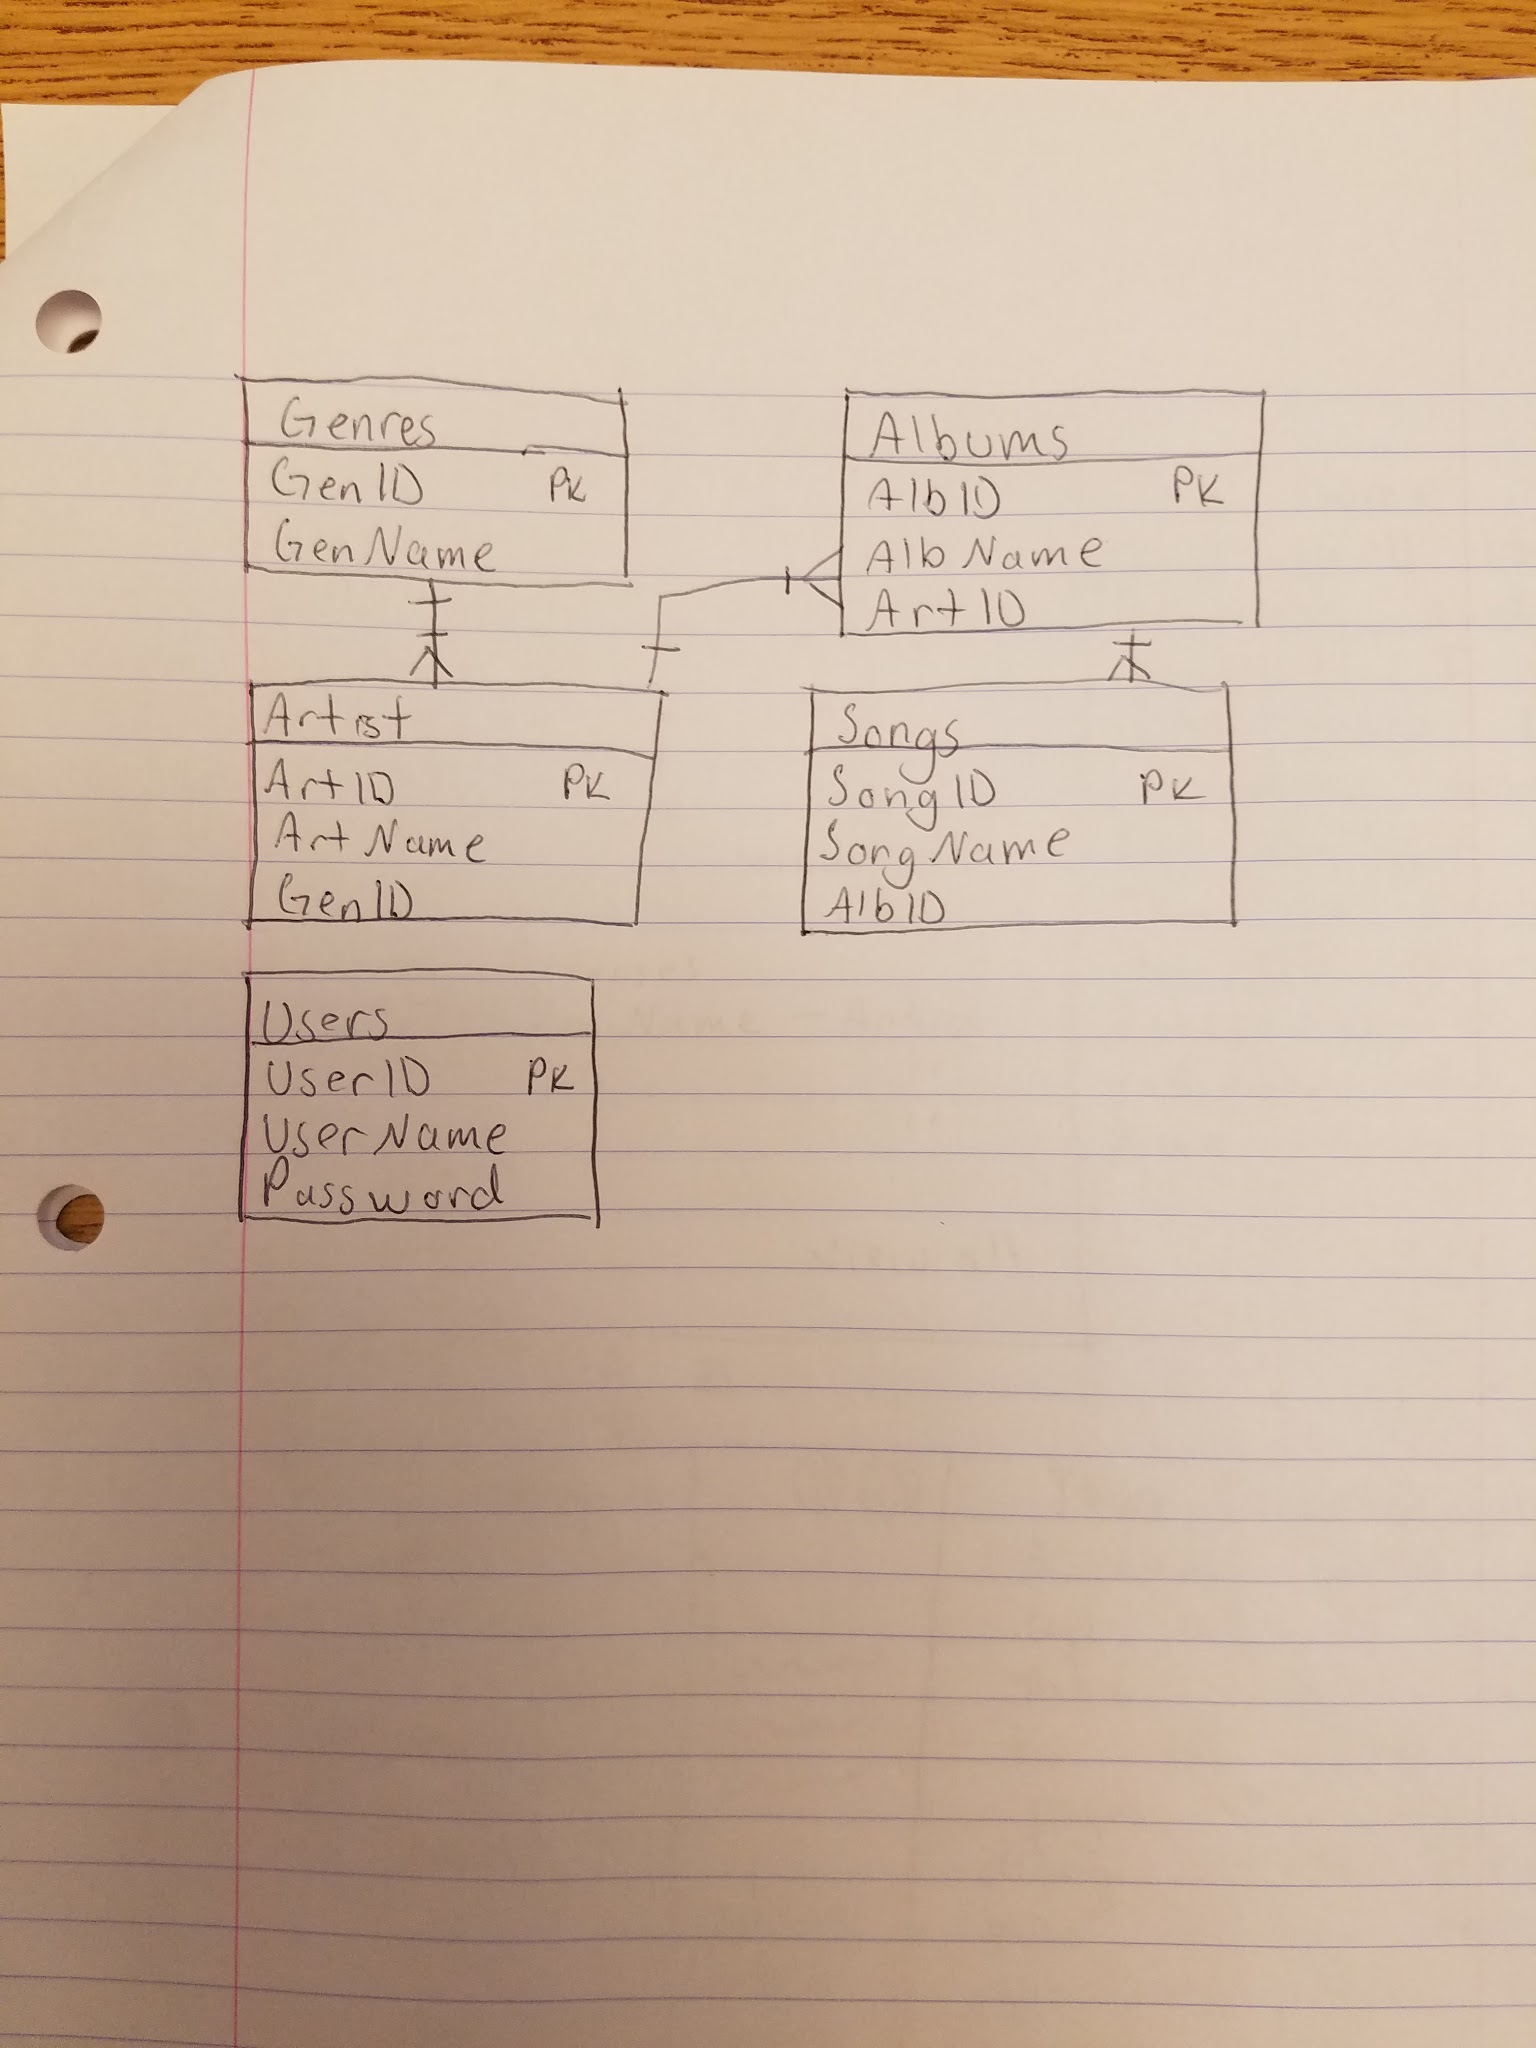 Genres
GenID PK
GenName
Albums
AlbID PK
AlbName
ArtID
Artist
ArtID PK
ArtName
GenID
Songs
SongID PK
SongName
AlbID
Users
UserID PK
UserName
Password